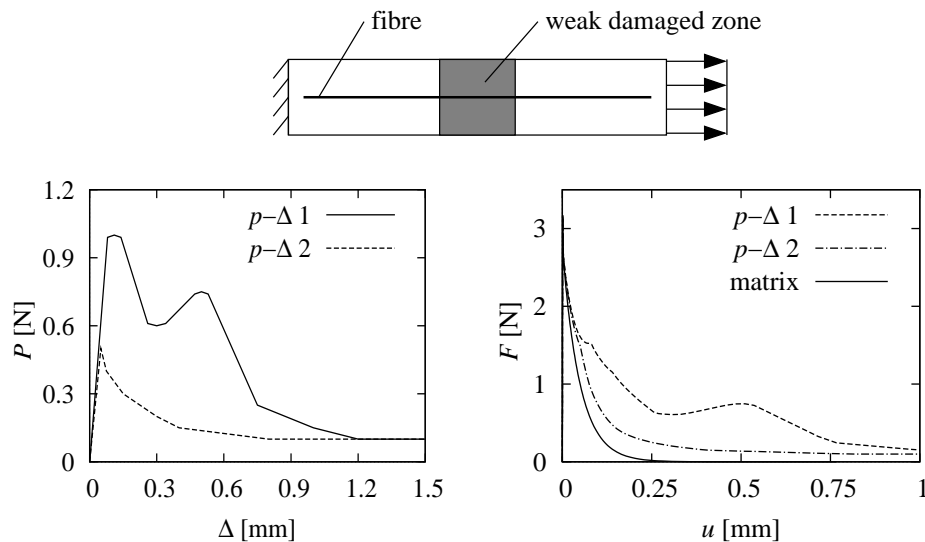 fibre weak damaged zone
1.2
0.9
0.6
0.3
0
P [N]
p−Δ 1
p−Δ 2
0 0.3 0.6 0.9 1.2 1.5
Δ [mm]
3
2
1
0
F [N]
p−Δ 1
p−Δ 2
matrix
0 0.25 0.5 0.75 1
u [mm]